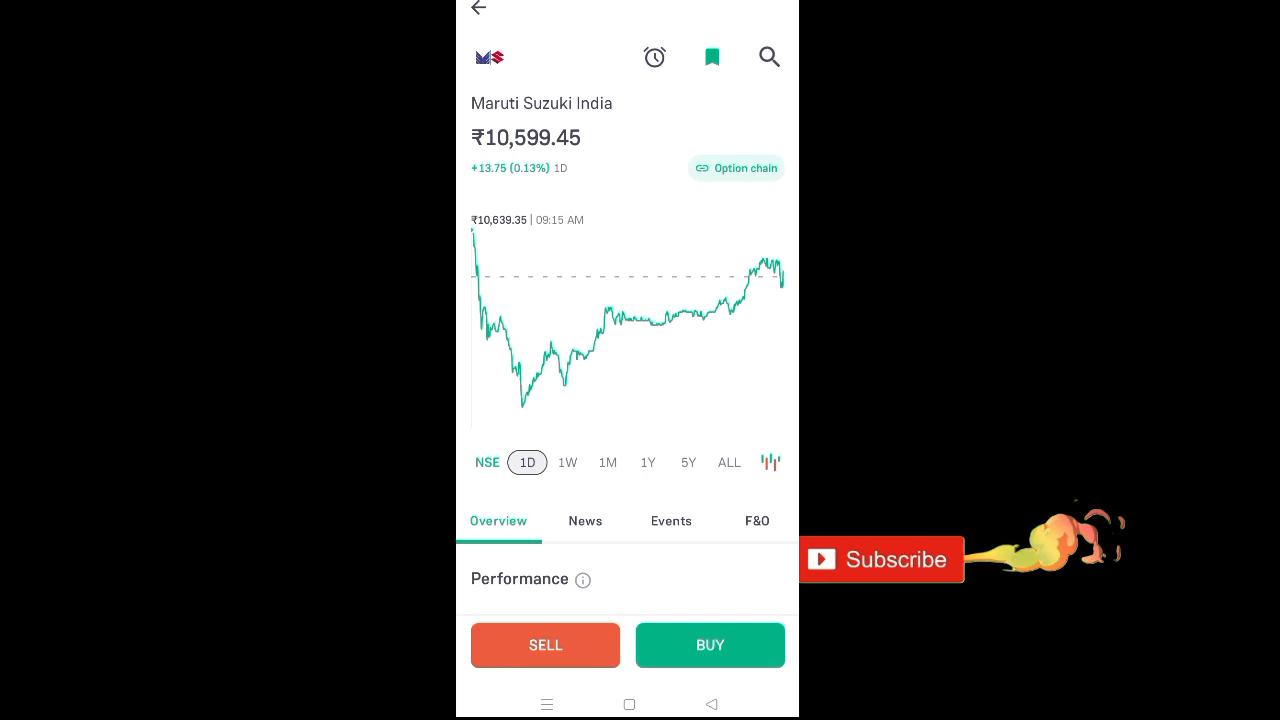 Maruti Suzuki India
₹10,599.45
+13.75 (0.13%) 1D
Option chain
₹10,639.35 | 09:15 AM
NSE 1D 1W 1M 1Y 5Y ALL
Overview News Events F&O
Subscribe
Performance
SELL BUY